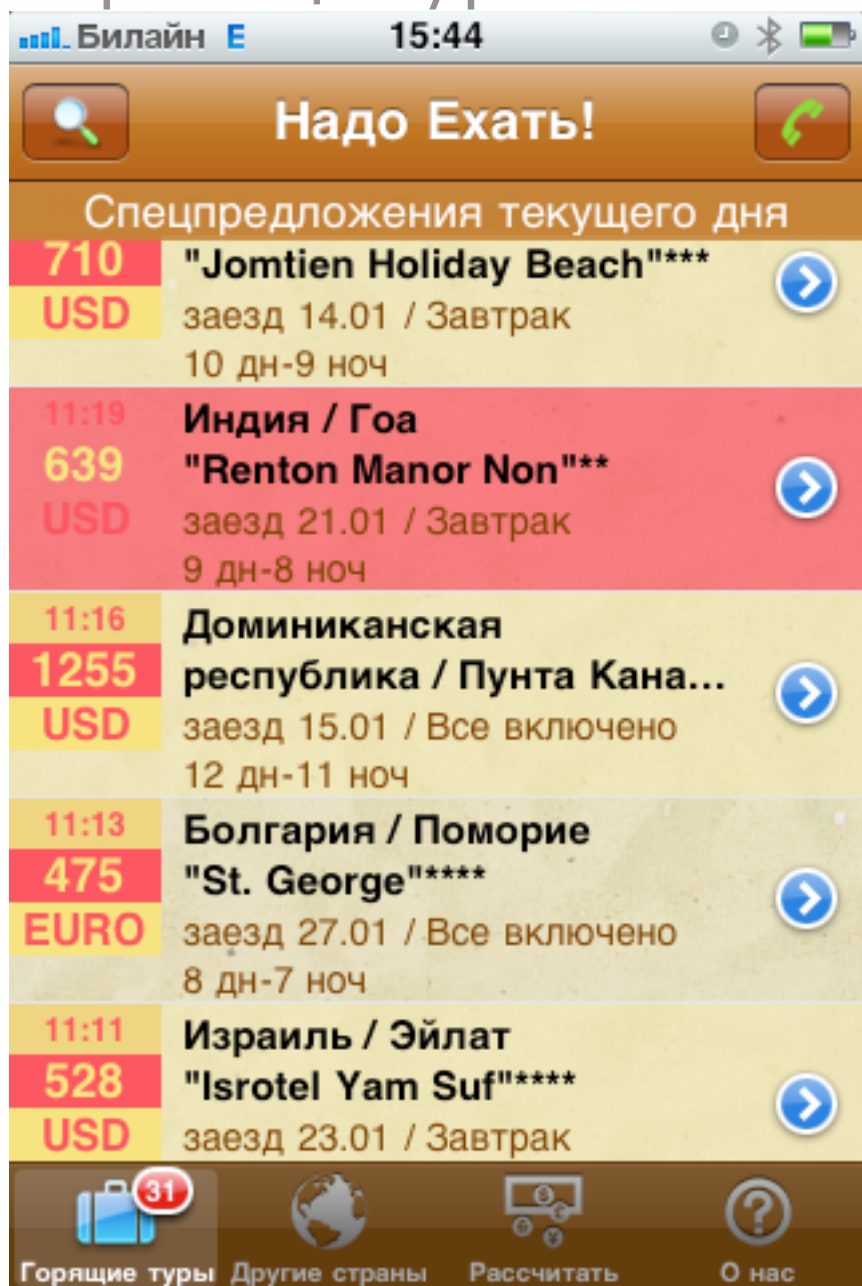 Билайн E 15:44
Надо Ехать!
Спецпредложения текущего дня
710
USD
"Jomtien Holiday Beach"***
заезд 14.01 / Завтрак
10 дн-9 ноч
11:19
639
USD
Индия / Гоа
"Renton Manor Non"**
заезд 21.01 / Завтрак
9 дн-8 ноч
11:16
1255
USD
Доминиканская
республика / Пунта Кана...
заезд 15.01 / Все включено
12 дн-11 ноч
11:13
475
EURO
Болгария / Поморие
"St. George"****
заезд 27.01 / Все включено
8 дн-7 ноч
11:11
528
USD
Израиль / Эйлат
"Isrotel Yam Suf"****
заезд 23.01 / Завтрак
31
Горящие туры Другие страны Рассчитать О нас